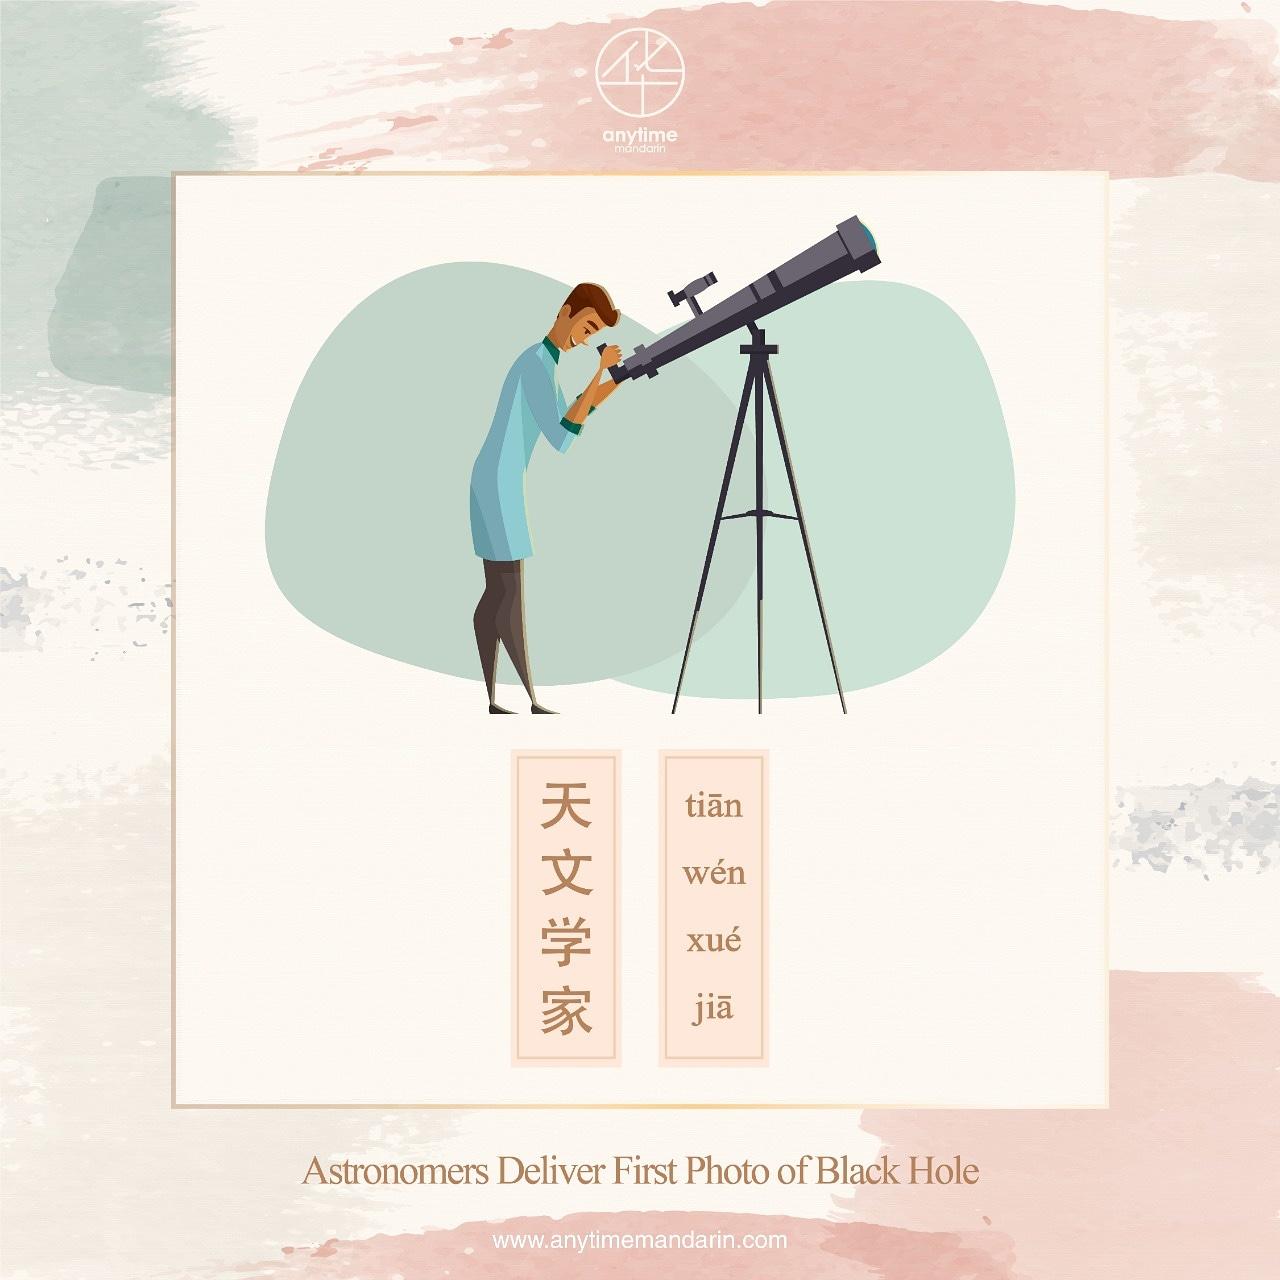 华
anytime
mandarin
天文学家
tiān
wén
xué
jiā
Astronomers Deliver First Photo of Black Hole
www.anytimemandarin.com